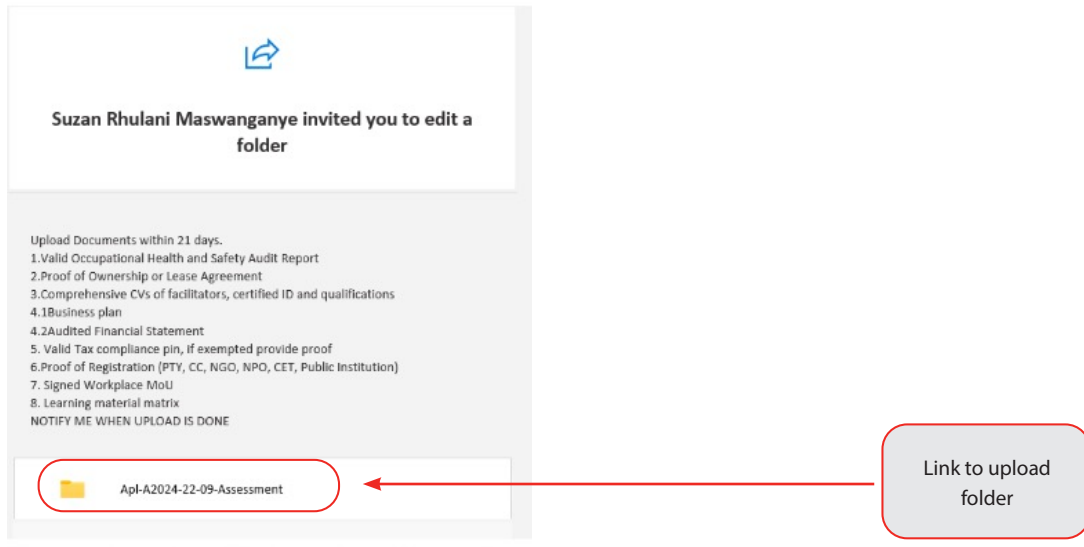 Suzan Rhulani Maswanganye invited you to edit a
folder
Upload Documents within 21 days.
1.Valid Occupational Health and Safety Audit Report
2.Proof of Ownership or Lease Agreement
3.Comprehensive CVs of facilitators, certified ID and qualifications
4.1Business plan
4.2Audited Financial Statement
5. Valid Tax compliance pin, if exempted provide proof
6.Proof of Registration (PTY, CC, NGO, NPO, CET, Public Institution)
7. Signed Workplace MoU
8. Learning material matrix
NOTIFY ME WHEN UPLOAD IS DONE
Apl-A2024-22-09-Assessment
Link to upload
folder